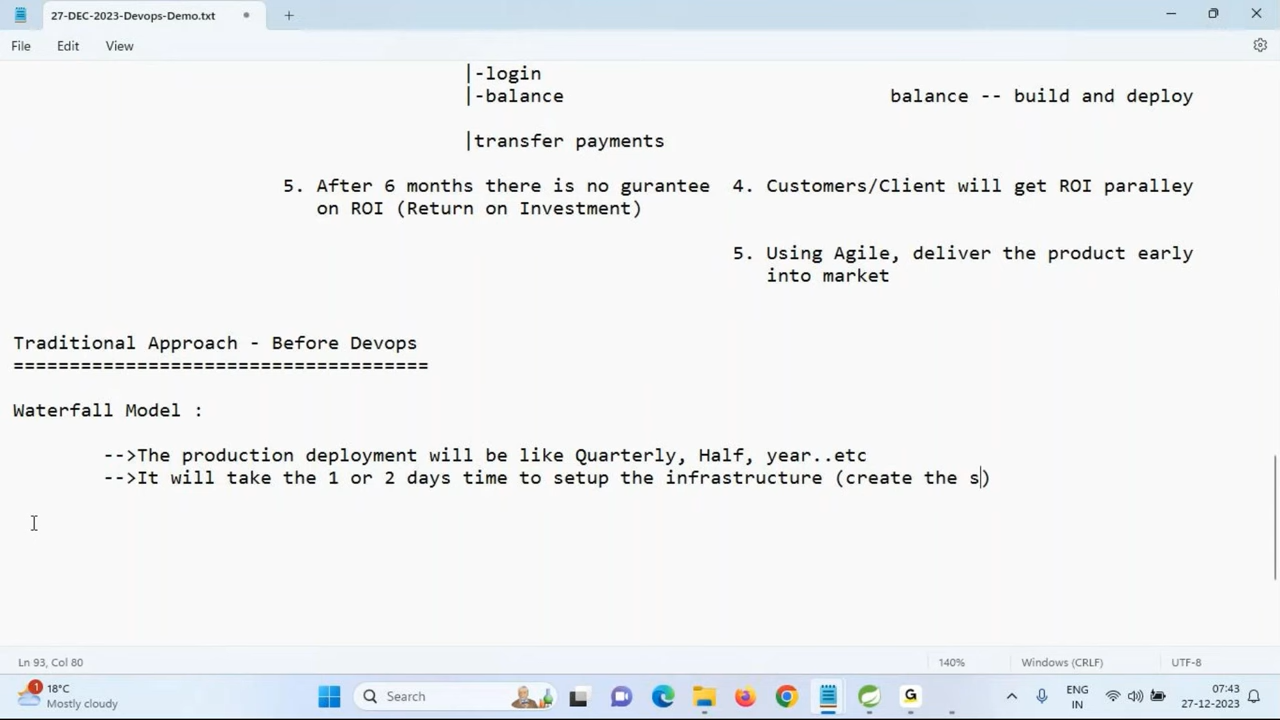 27-DEC-2023-Devops-Demo.txt
File Edit View
|-login
|-balance balance -- build and deploy
|transfer payments
5. After 6 months there is no gurantee 4. Customers/Client will get ROI paralley
on ROI (Return on Investment)
5. Using Agile, deliver the product early
into market
Traditional Approach - Before Devops
=====================================
Waterfall Model :
-->The production deployment will be like Quarterly, Half, year..etc
-->It will take the 1 or 2 days time to setup the infrastructure (create the s)
Ln 93, Col 80 140% Windows (CRLF) UTF-8
1 18°C Search ENG 07:43
Mostly cloudy IN 27-12-2023